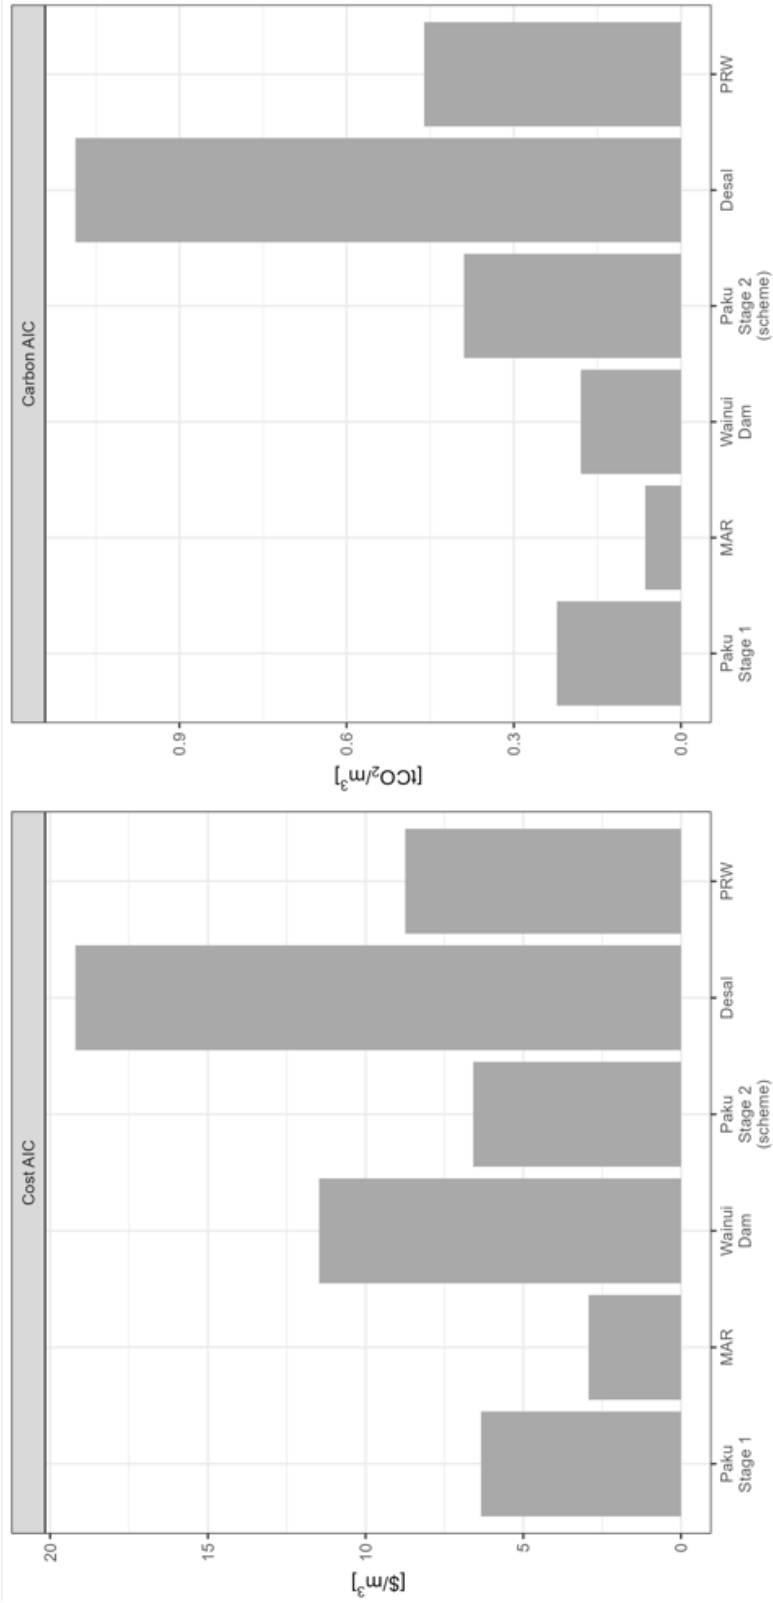 Cost AIC
[$/m³]
20
15
10
5
0
Paku
Stage 1
MAR
Wainui
Dam
Paku
Stage 2
(scheme)
Desal
PRW
Carbon AIC
[tCO₂/m³]
0.9
0.6
0.3
0.0
Paku
Stage 1
MAR
Wainui
Dam
Paku
Stage 2
(scheme)
Desal
PRW